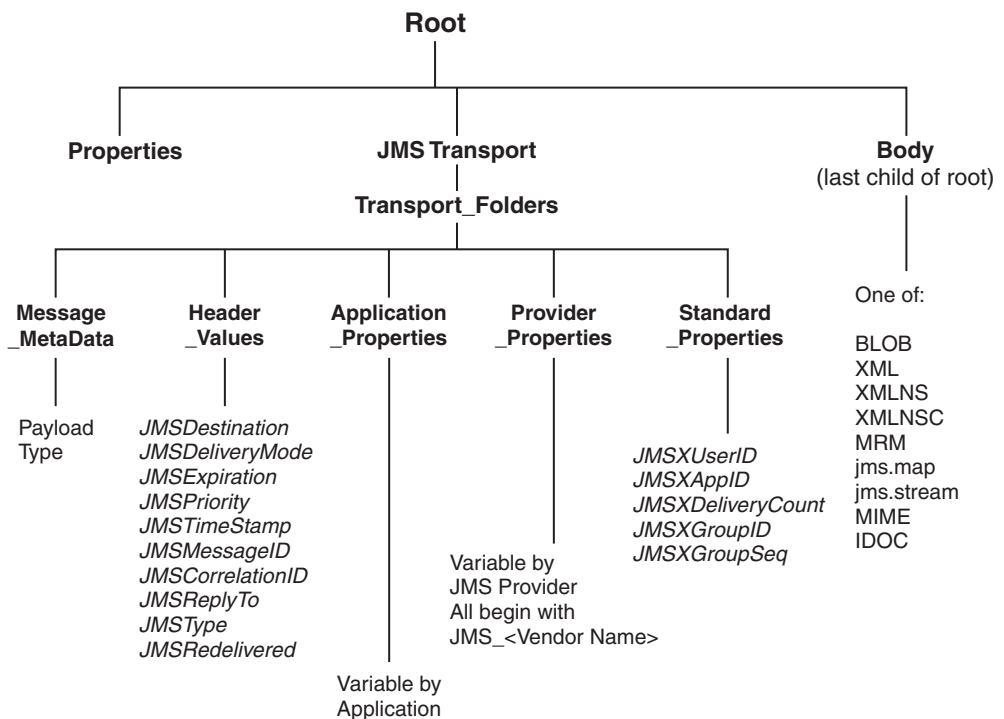 Root
Properties
JMS Transport
Body
(last child of root)
Transport_Folders
Message
_MetaData
Header
_Values
Application
_Properties
Provider
_Properties
Standard
_Properties
Payload
Type
JMSDestination
JMSDeliveryMode
JMSExpiration
JMSPriority
JMSTimeStamp
JMSMessageID
JMSCorrelationID
JMSReplyTo
JMSType
JMSRedelivered
Variable by
Application
Variable by
JMS Provider
All begin with
JMS_<Vendor Name>
JMSXUserID
JMSXAppID
JMSXDeliveryCount
JMSXGroupID
JMSXGroupSeq
One of:
BLOB
XML
XMLNS
XMLNSC
MRM
jms.map
jms.stream
MIME
IDOC